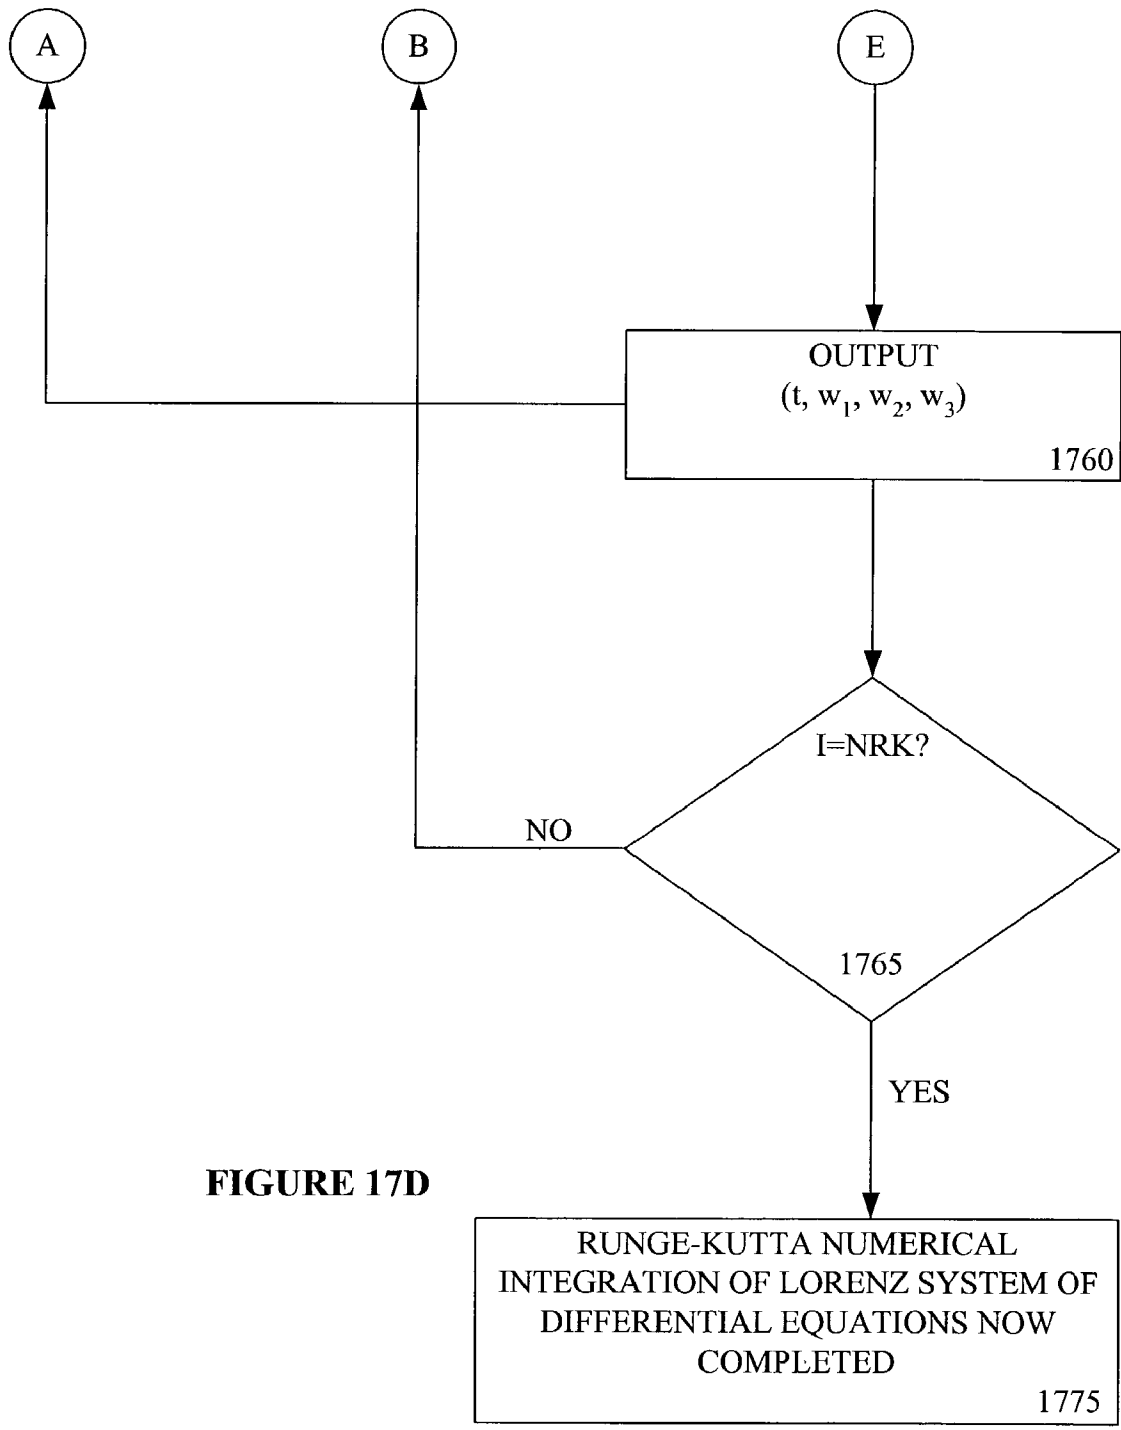 A
B
E
OUTPUT
(t, w₁, w₂, w₃)
1760
I=NRK?
NO
1765
YES
FIGURE 17D
RUNGE-KUTTA NUMERICAL
INTEGRATION OF LORENZ SYSTEM OF
DIFFERENTIAL EQUATIONS NOW
COMPLETED
1775